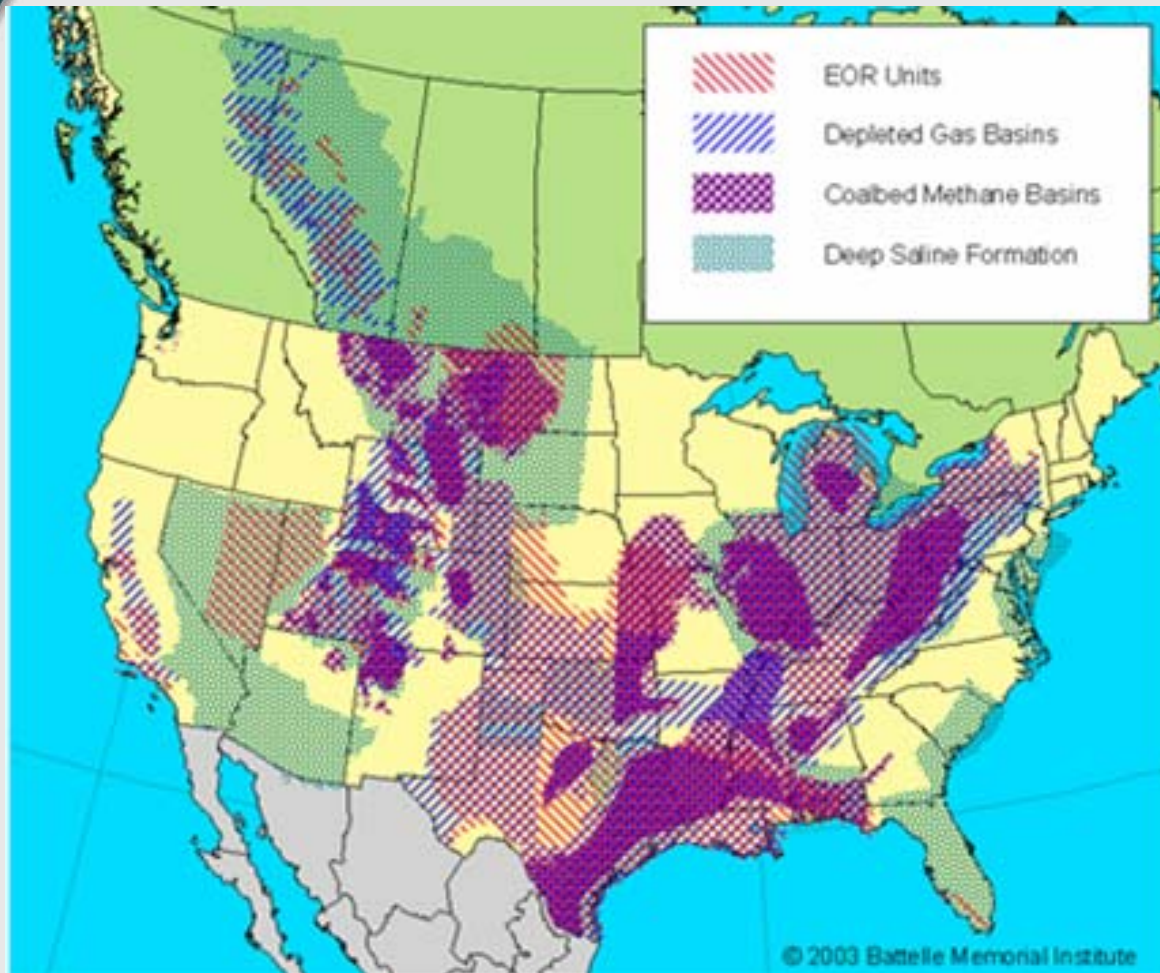 EOR Units
Depleted Gas Basins
Coalbed Methane Basins
Deep Saline Formation
© 2003 Battelle Memorial Institute